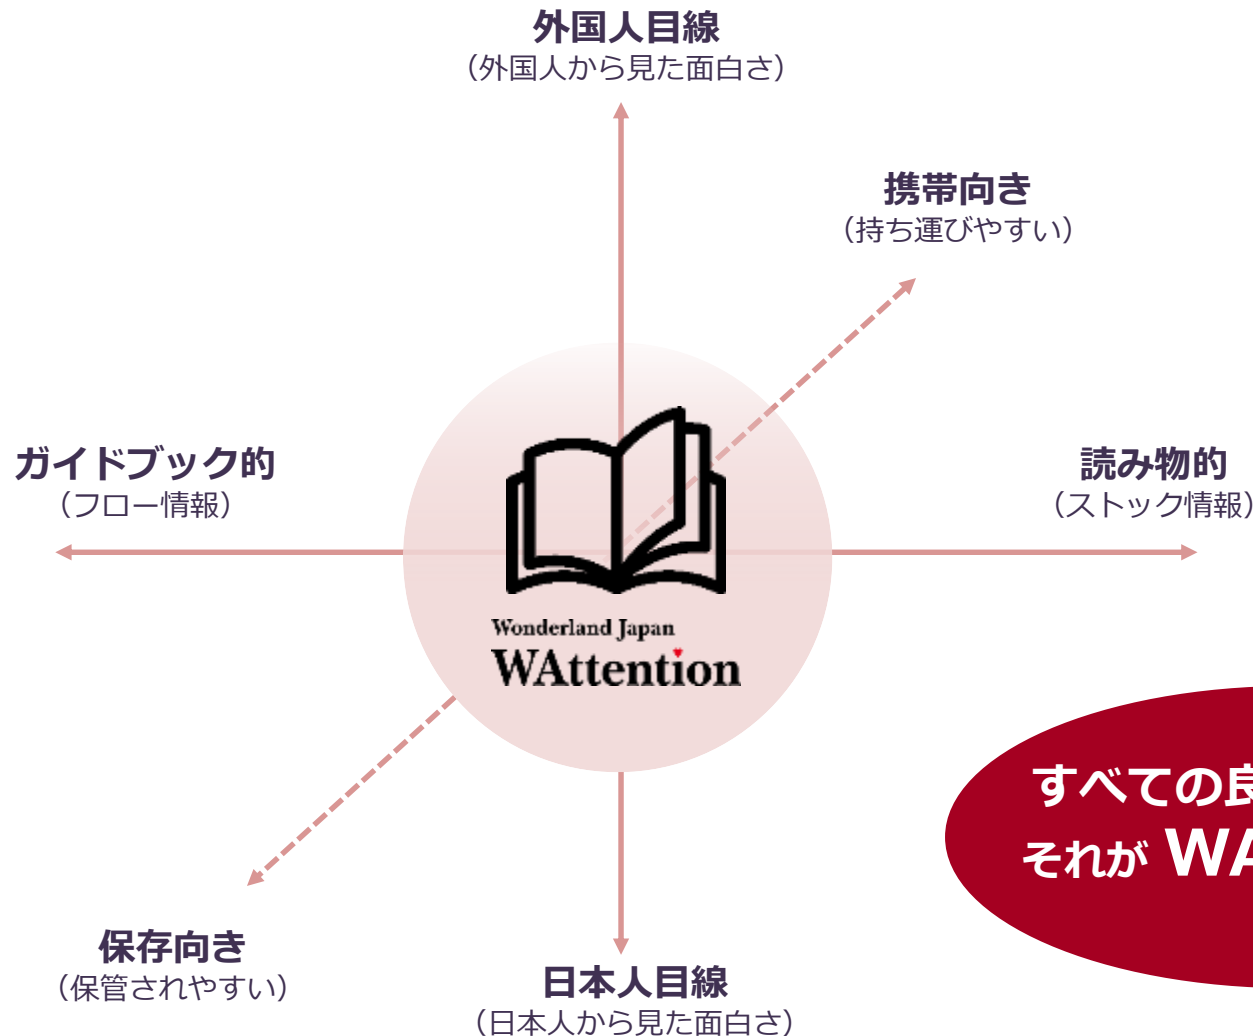 外国人目線
（外国人から見た面白さ）
携帯向き
（持ち運びやすい）
ガイドブック的
（フロー情報）
読み物的
（ストック情報）
Wonderland Japan
WAttention
すべての
それが WA
保存向き
（保管されやすい）
日本人目線
（日本人から見た面白さ）